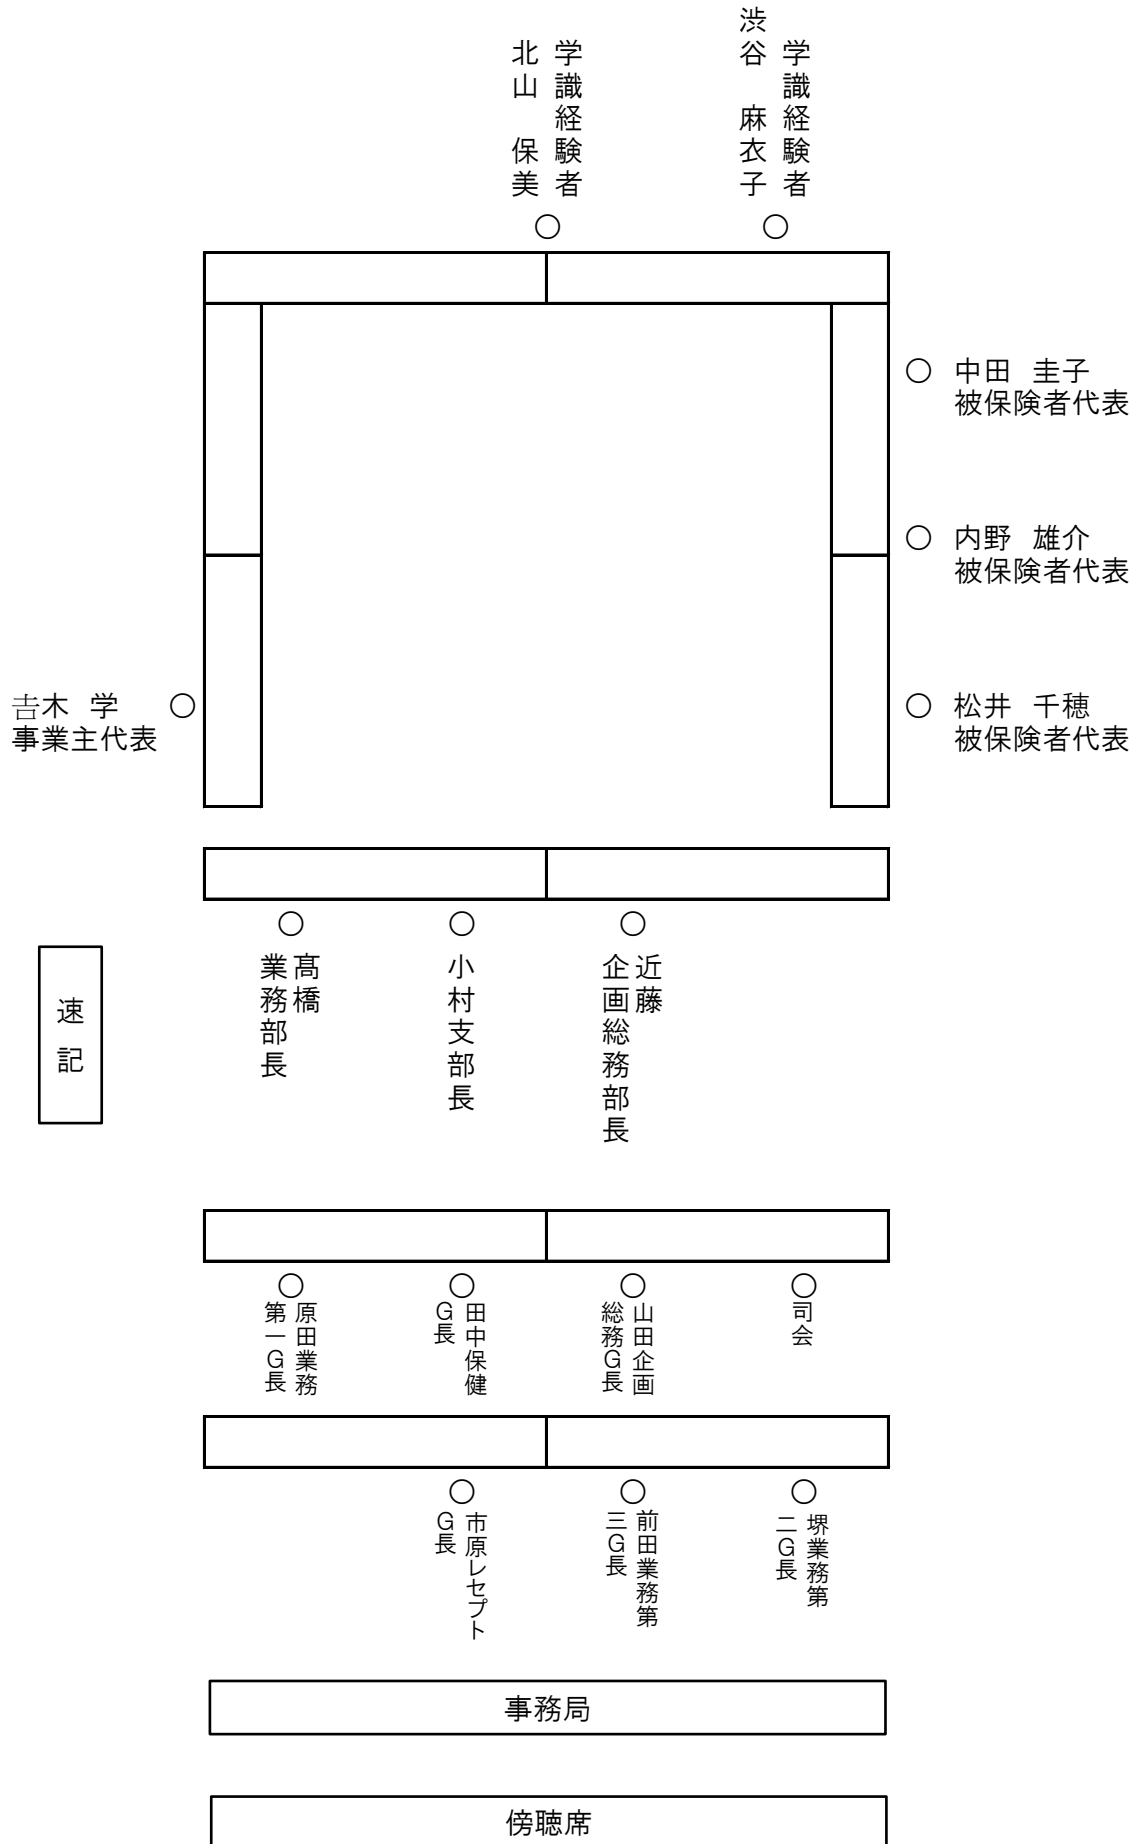 学識経験者
渋谷　麻衣子
学識経験者
北山　保美
中田　圭子
被保険者代表
内野　雄介
被保険者代表
𠮷木　学
事業主代表
松井　千穂
被保険者代表
近藤
企画総務部長
小村支部長
髙橋
業務部長
速記
司会
山田企画
総務G長
田中保健
G長
原田業務
第一G長
堺業務第
二G長
前田業務第
三G長
市原レセプト
G長
事務局
傍聴席